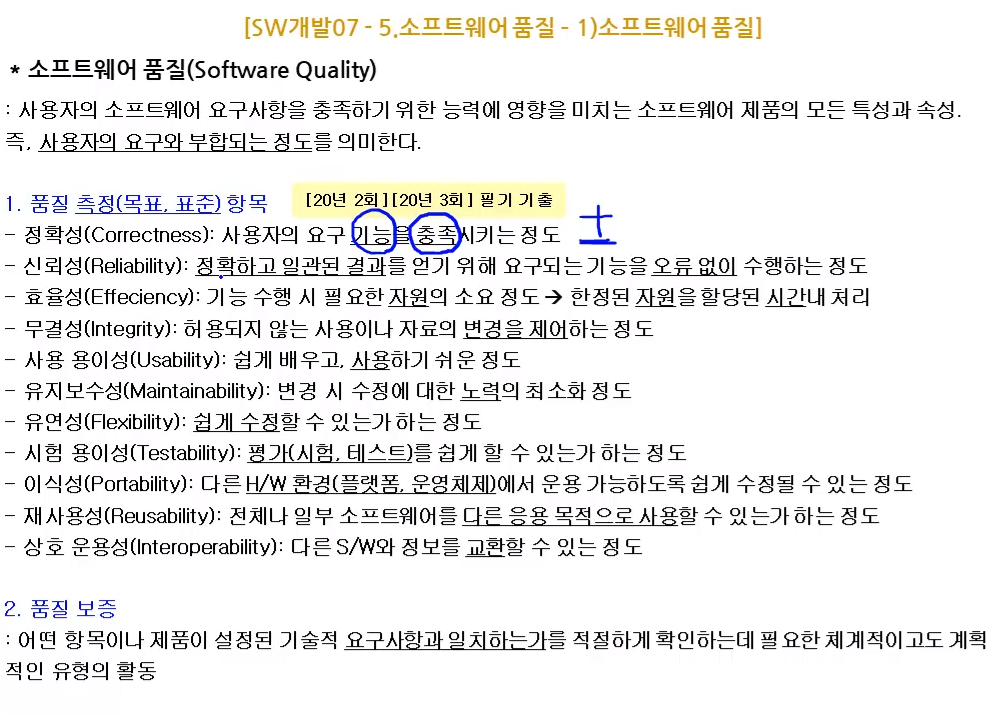 [SW개발07 - 5.소프트웨어 품질 - 1)소프트웨어 품질]
* 소프트웨어 품질(Software Quality)
: 사용자의 소프트웨어 요구사항을 충족하기 위한 능력에 영향을 미치는 소프트웨어 제품의 모든 특성과 속성.
즉, 사용자의 요구와 부합되는 정도를 의미한다.
1. 품질 측정(목표, 표준) 항목 [20년 2회][20년 3회] 필기 기출
- 정확성(Correctness): 사용자의 요구 기능을 충족시키는 정도
- 신뢰성(Reliability): 정확하고 일관된 결과를 얻기 위해 요구되는 기능을 오류 없이 수행하는 정도
- 효율성(Effeciency): 기능 수행 시 필요한 자원의 소요 정도 → 한정된 자원을 할당된 시간내 처리
- 무결성(Integrity): 허용되지 않는 사용이나 자료의 변경을 제어하는 정도
- 사용 용이성(Usability): 쉽게 배우고, 사용하기 쉬운 정도
- 유지보수성(Maintainability): 변경 시 수정에 대한 노력의 최소화 정도
- 유연성(Flexibility): 쉽게 수정할 수 있는가 하는 정도
- 시험 용이성(Testability): 평가(시험, 테스트)를 쉽게 할 수 있는가 하는 정도
- 이식성(Portability): 다른 H/W 환경(플랫폼, 운영체제)에서 운용 가능하도록 쉽게 수정될 수 있는 정도
- 재사용성(Reusability): 전체나 일부 소프트웨어를 다른 응용 목적으로 사용할 수 있는가 하는 정도
- 상호 운용성(Interoperability): 다른 S/W와 정보를 교환할 수 있는 정도
2. 품질 보증
: 어떤 항목이나 제품이 설정된 기술적 요구사항과 일치하는가를 적절하게 확인하는데 필요한 체계적이고도 계획
적인 유형의 활동